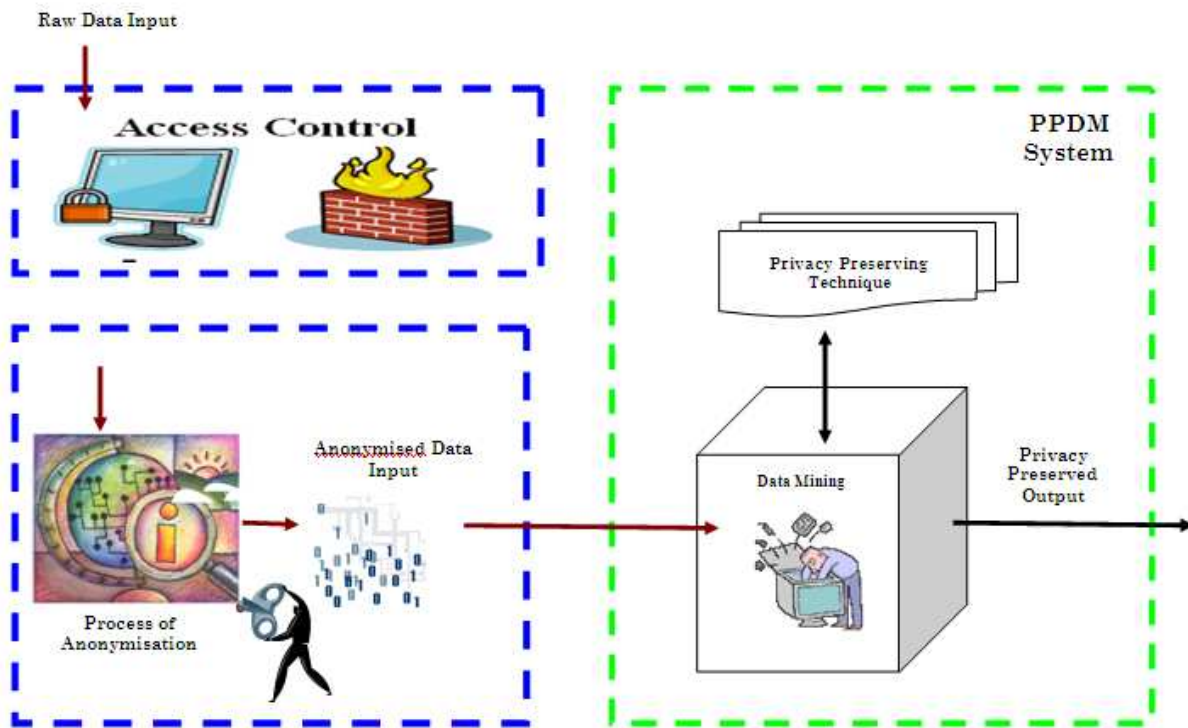 Raw Data Input
Access Control
PPDM
System
Privacy Preserving
Technique
Anonymised Data
Input
Data Mining
Privacy
Preserved
Output
Process of
Anonymisation